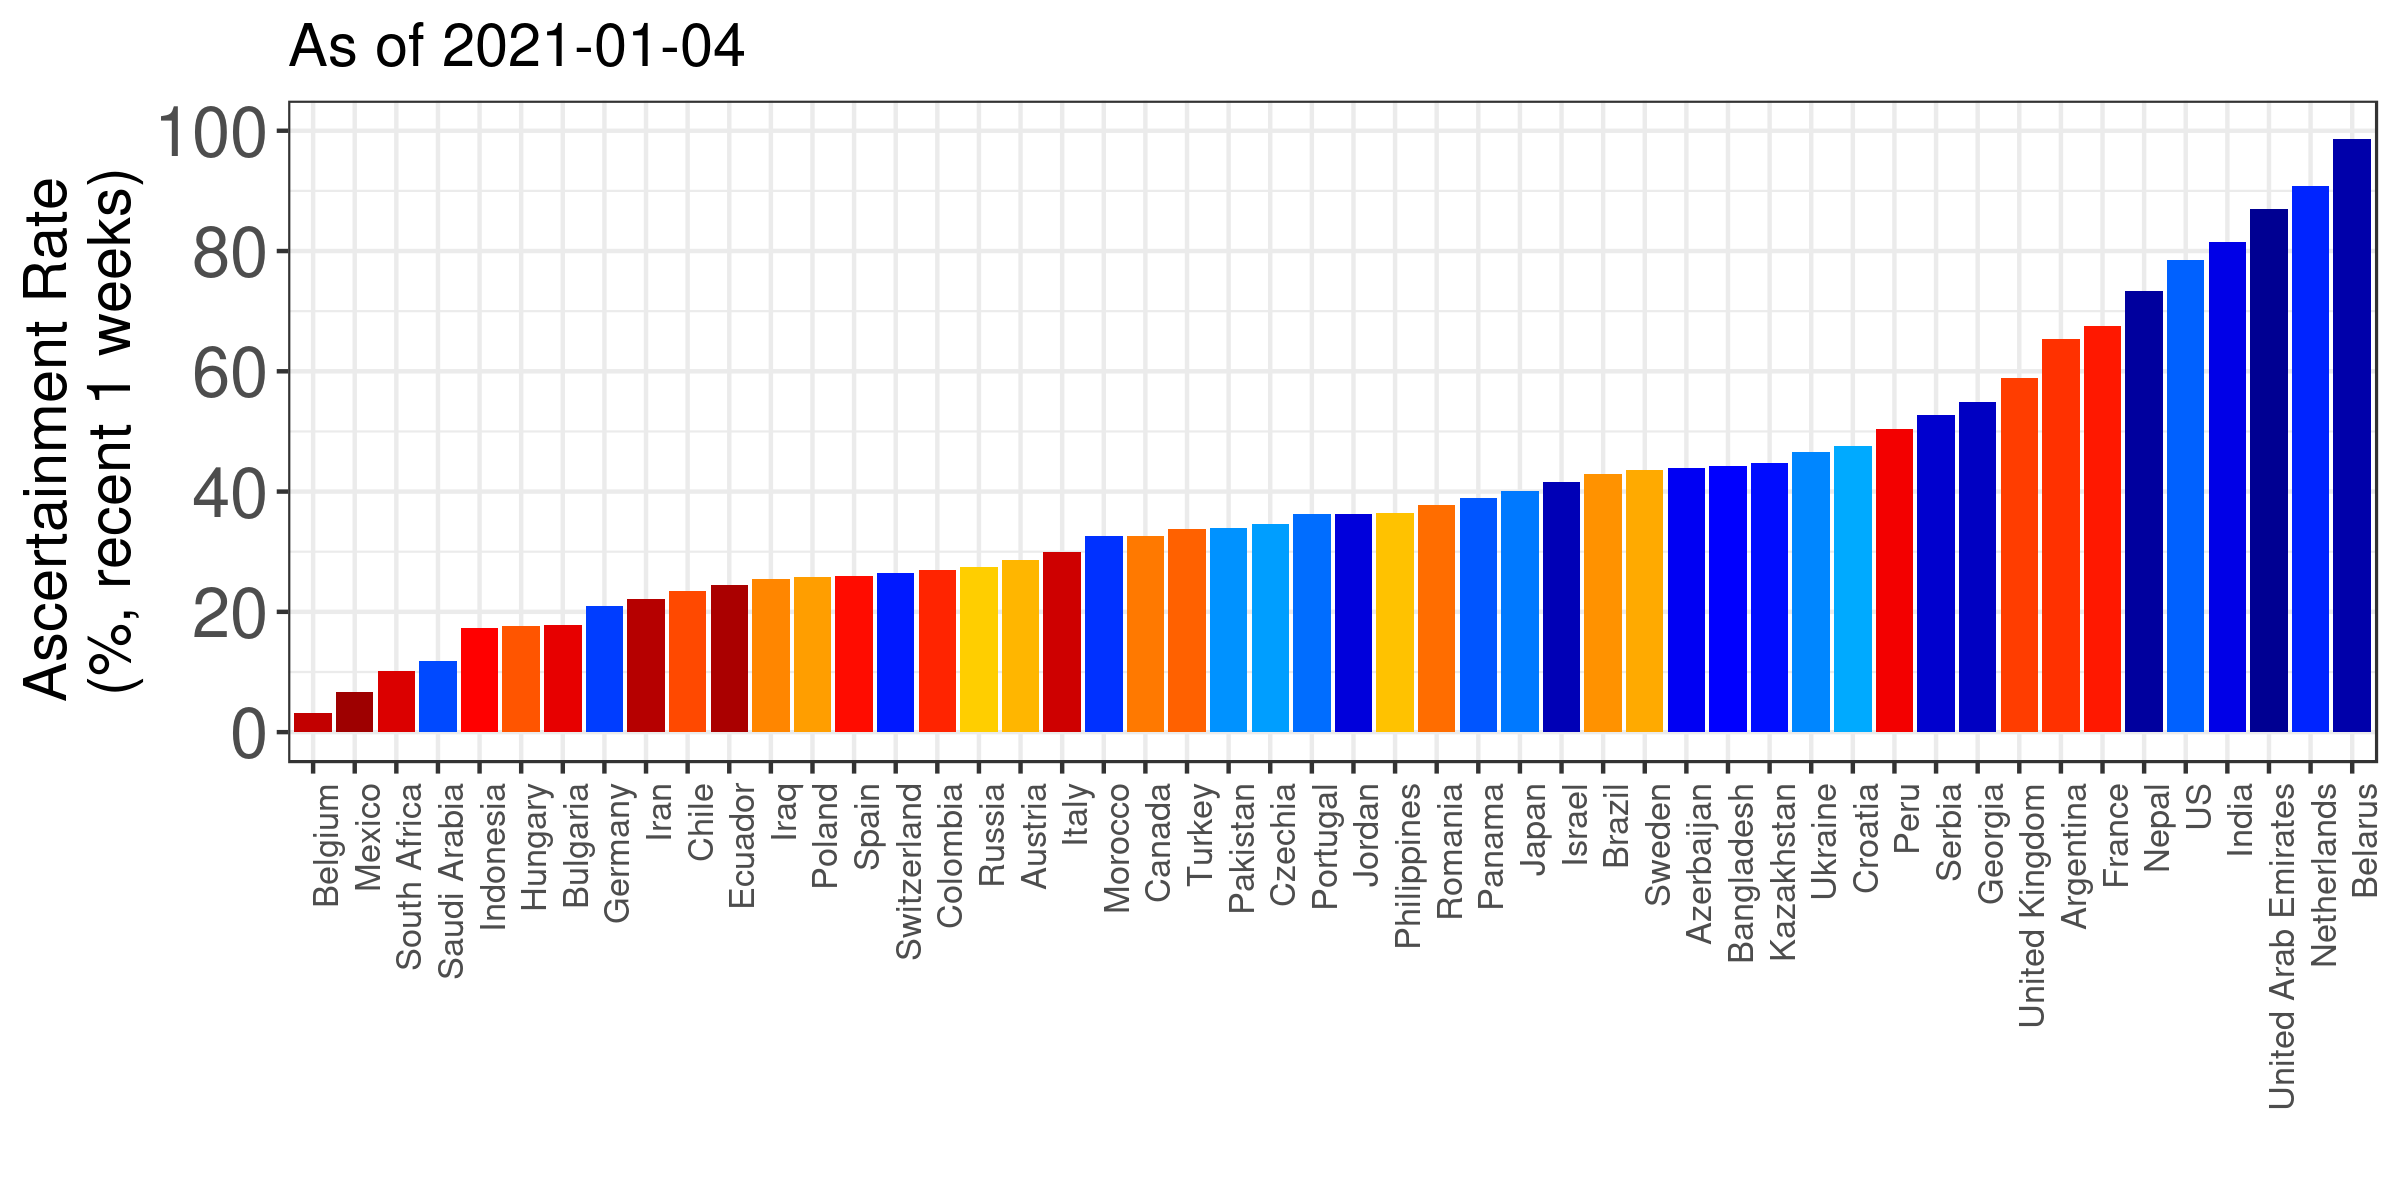 As of 2021-01-04
Ascertainment Rate
(%, recent 1 weeks)
100
80
60
40
20
0
Belgium
Mexico
South Africa
Saudi Arabia
Indonesia
Hungary
Bulgaria
Germany
Iran
Chile
Ecuador
Iraq
Poland
Spain
Switzerland
Colombia
Russia
Austria
Italy
Morocco
Canada
Turkey
Pakistan
Czechia
Portugal
Jordan
Philippines
Romania
Panama
Japan
Israel
Brazil
Sweden
Azerbaijan
Bangladesh
Kazakhstan
Ukraine
Croatia
Peru
Serbia
Georgia
United Kingdom
Argentina
France
Nepal
US
India
United Arab Emirates
Netherlands
Belarus